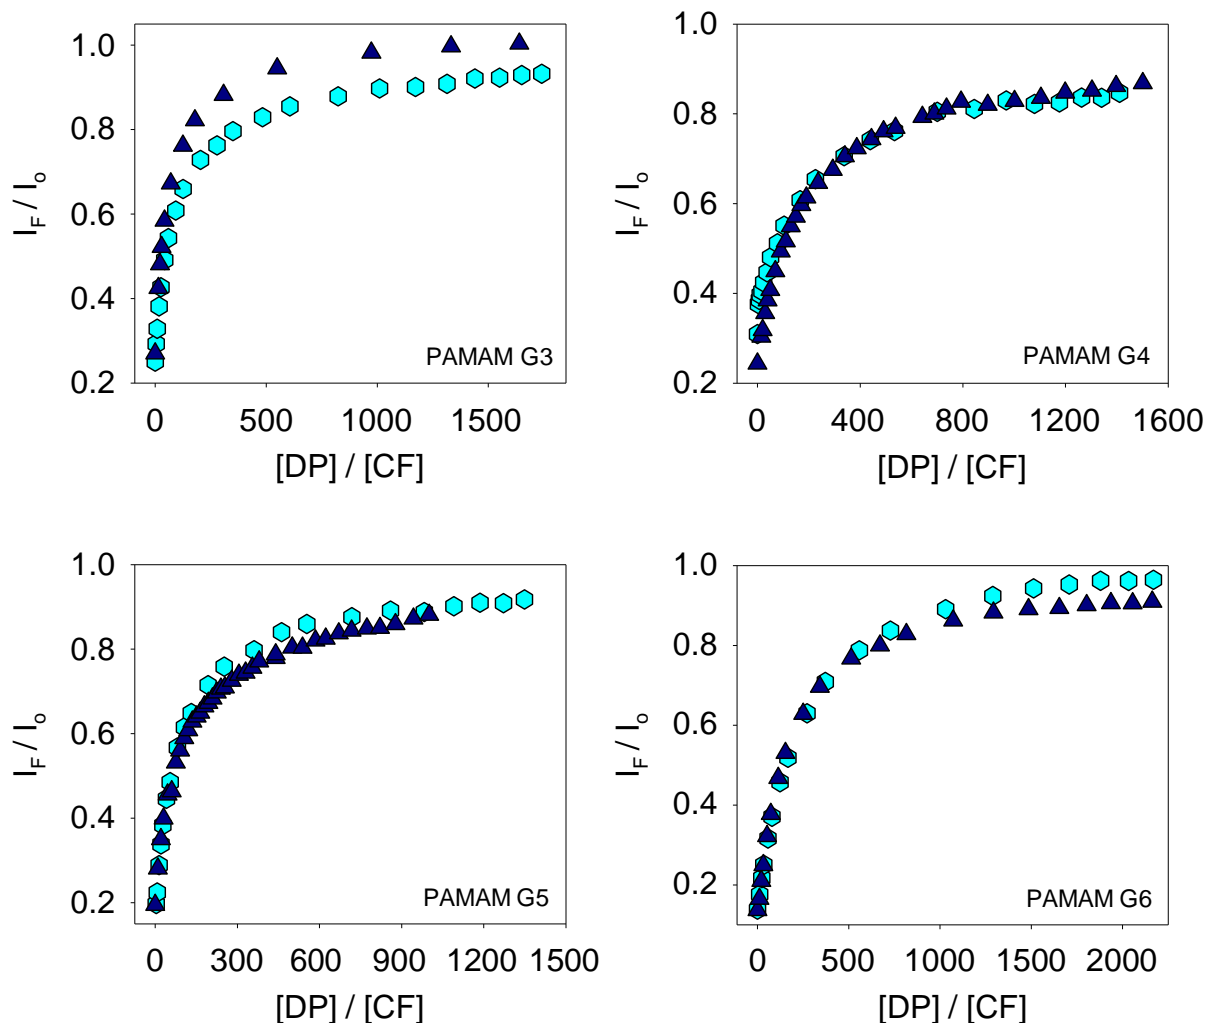 1.0
0.8
0.6
0.4
0.2
I_F / I_o
PAMAM G3
0 500 1000 1500
[DP] / [CF]
1.0
0.8
0.6
0.4
0.2
I_F / I_o
PAMAM G4
0 400 800 1200 1600
[DP] / [CF]
1.0
0.8
0.6
0.4
0.2
I_F / I_o
PAMAM G5
0 300 600 900 1200 1500
[DP] / [CF]
1.0
0.8
0.6
0.4
0.2
I_F / I_o
PAMAM G6
0 500 1000 1500 2000
[DP] / [CF]